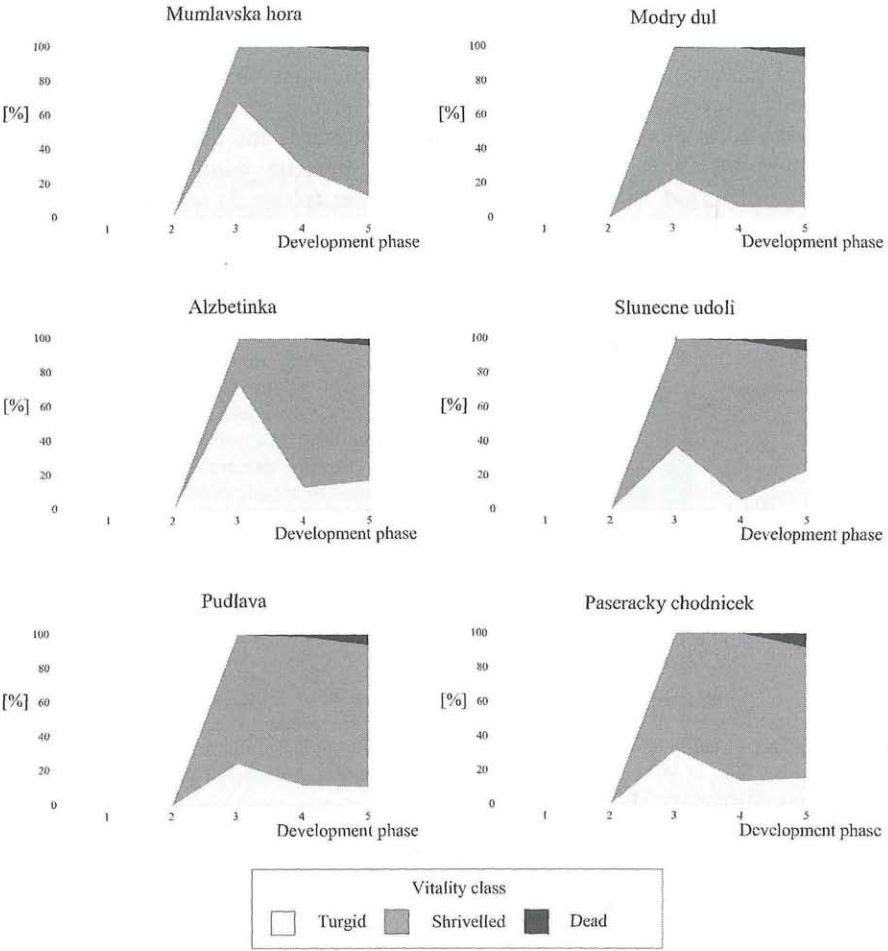 Mumlavska hora
Modry dul
100
80
[%] 60
40
20
0
1 2 3 4 5
Development phase
100
80
[%] 60
40
20
0
1 2 3 4 5
Development phase
Alzbetinka
Slunecne udoli
100
80
[%] 60
40
20
0
1 2 3 4 5
Development phase
100
80
[%] 60
40
20
0
1 2 3 4 5
Development phase
Pudlava
Paseracky chodnicek
100
80
[%] 60
40
20
0
1 2 3 4 5
Development phase
100
80
[%] 60
40
20
0
1 2 3 4 5
Development phase
Vitality class
Turgid Shrivelled Dead